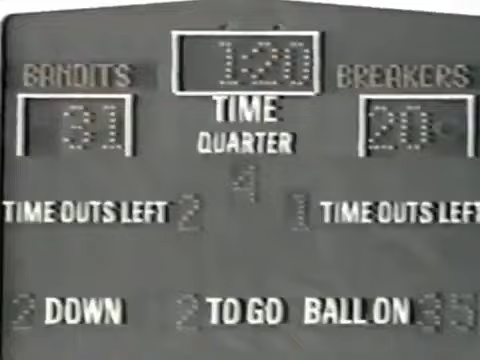 1:20
BANDITS BREAKERS
31 TIME 20
QUARTER
4
TIME OUTS LEFT 2 1 TIME OUTS LEFT
2 DOWN 2 TO GO BALL ON 35